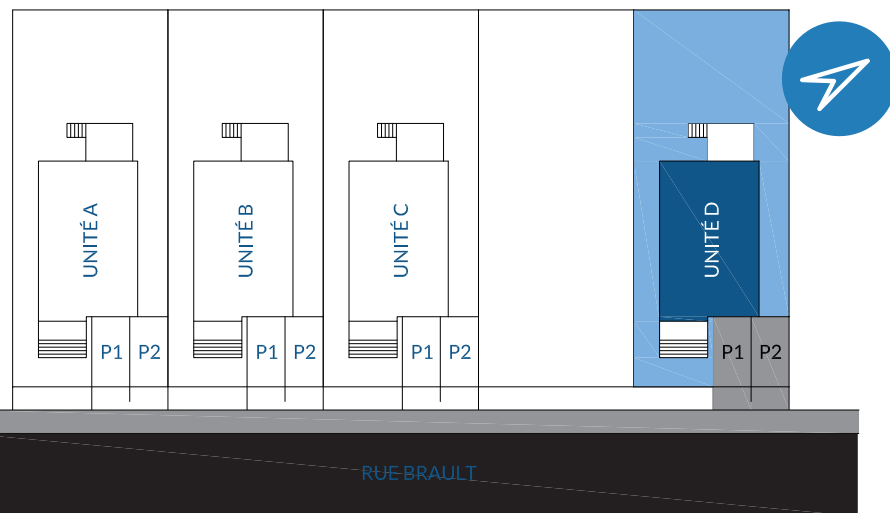 UNITÉ A
UNITÉ B
UNITÉ C
UNITÉ D
P1 P2
P1 P2
P1 P2
P1 P2
RUE BRAULT